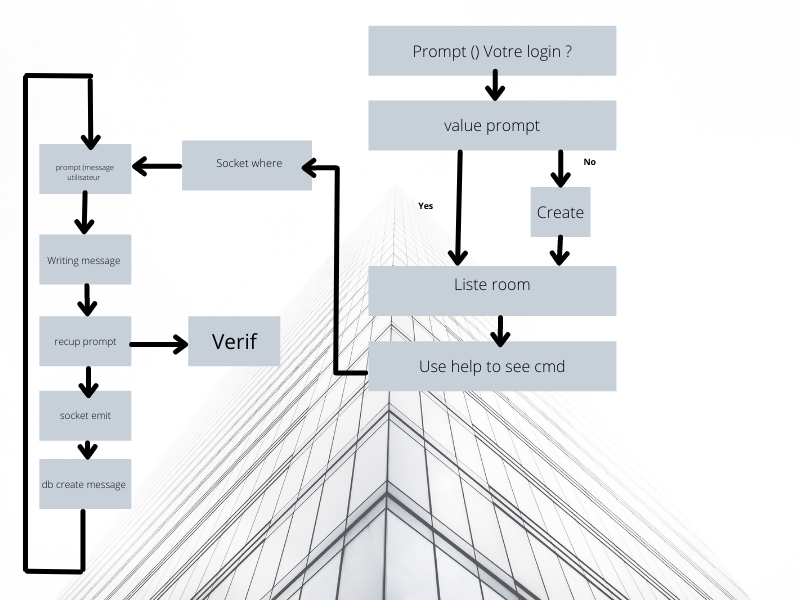 Prompt () Votre login ?
value prompt
No
Yes
Create
Liste room
Use help to see cmd
Socket where
prompt (message
utilisateur
Writing message
recup prompt
Verif
socket emit
db create message